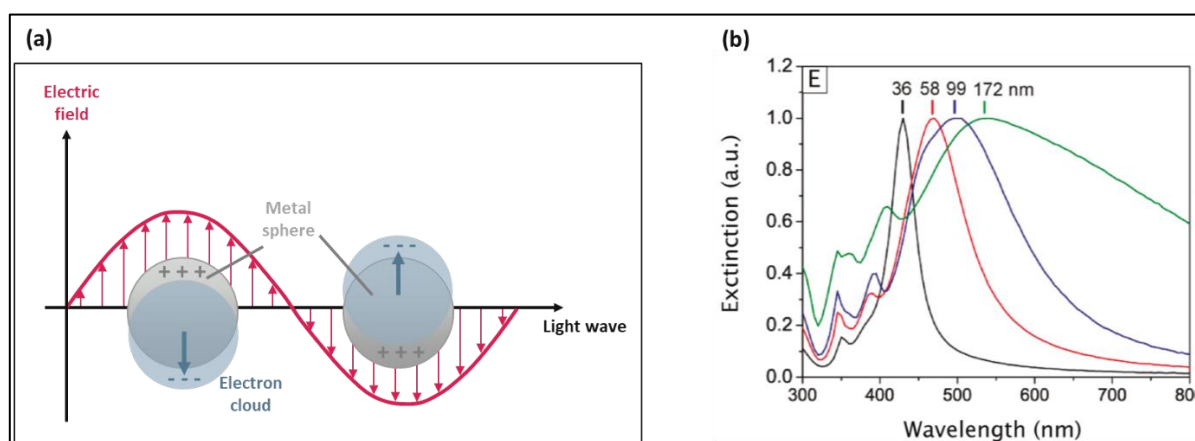 (a)
Electric
field
Metal
sphere
+ + +
- - -
- - -
+ + +
Light wave
Electron
cloud
(b)
E
36 58 99 172 nm
Exctinction (a.u.)
1.2
1.0
0.8
0.6
0.4
0.2
0.0
300 400 500 600 700 80
Wavelength (nm)